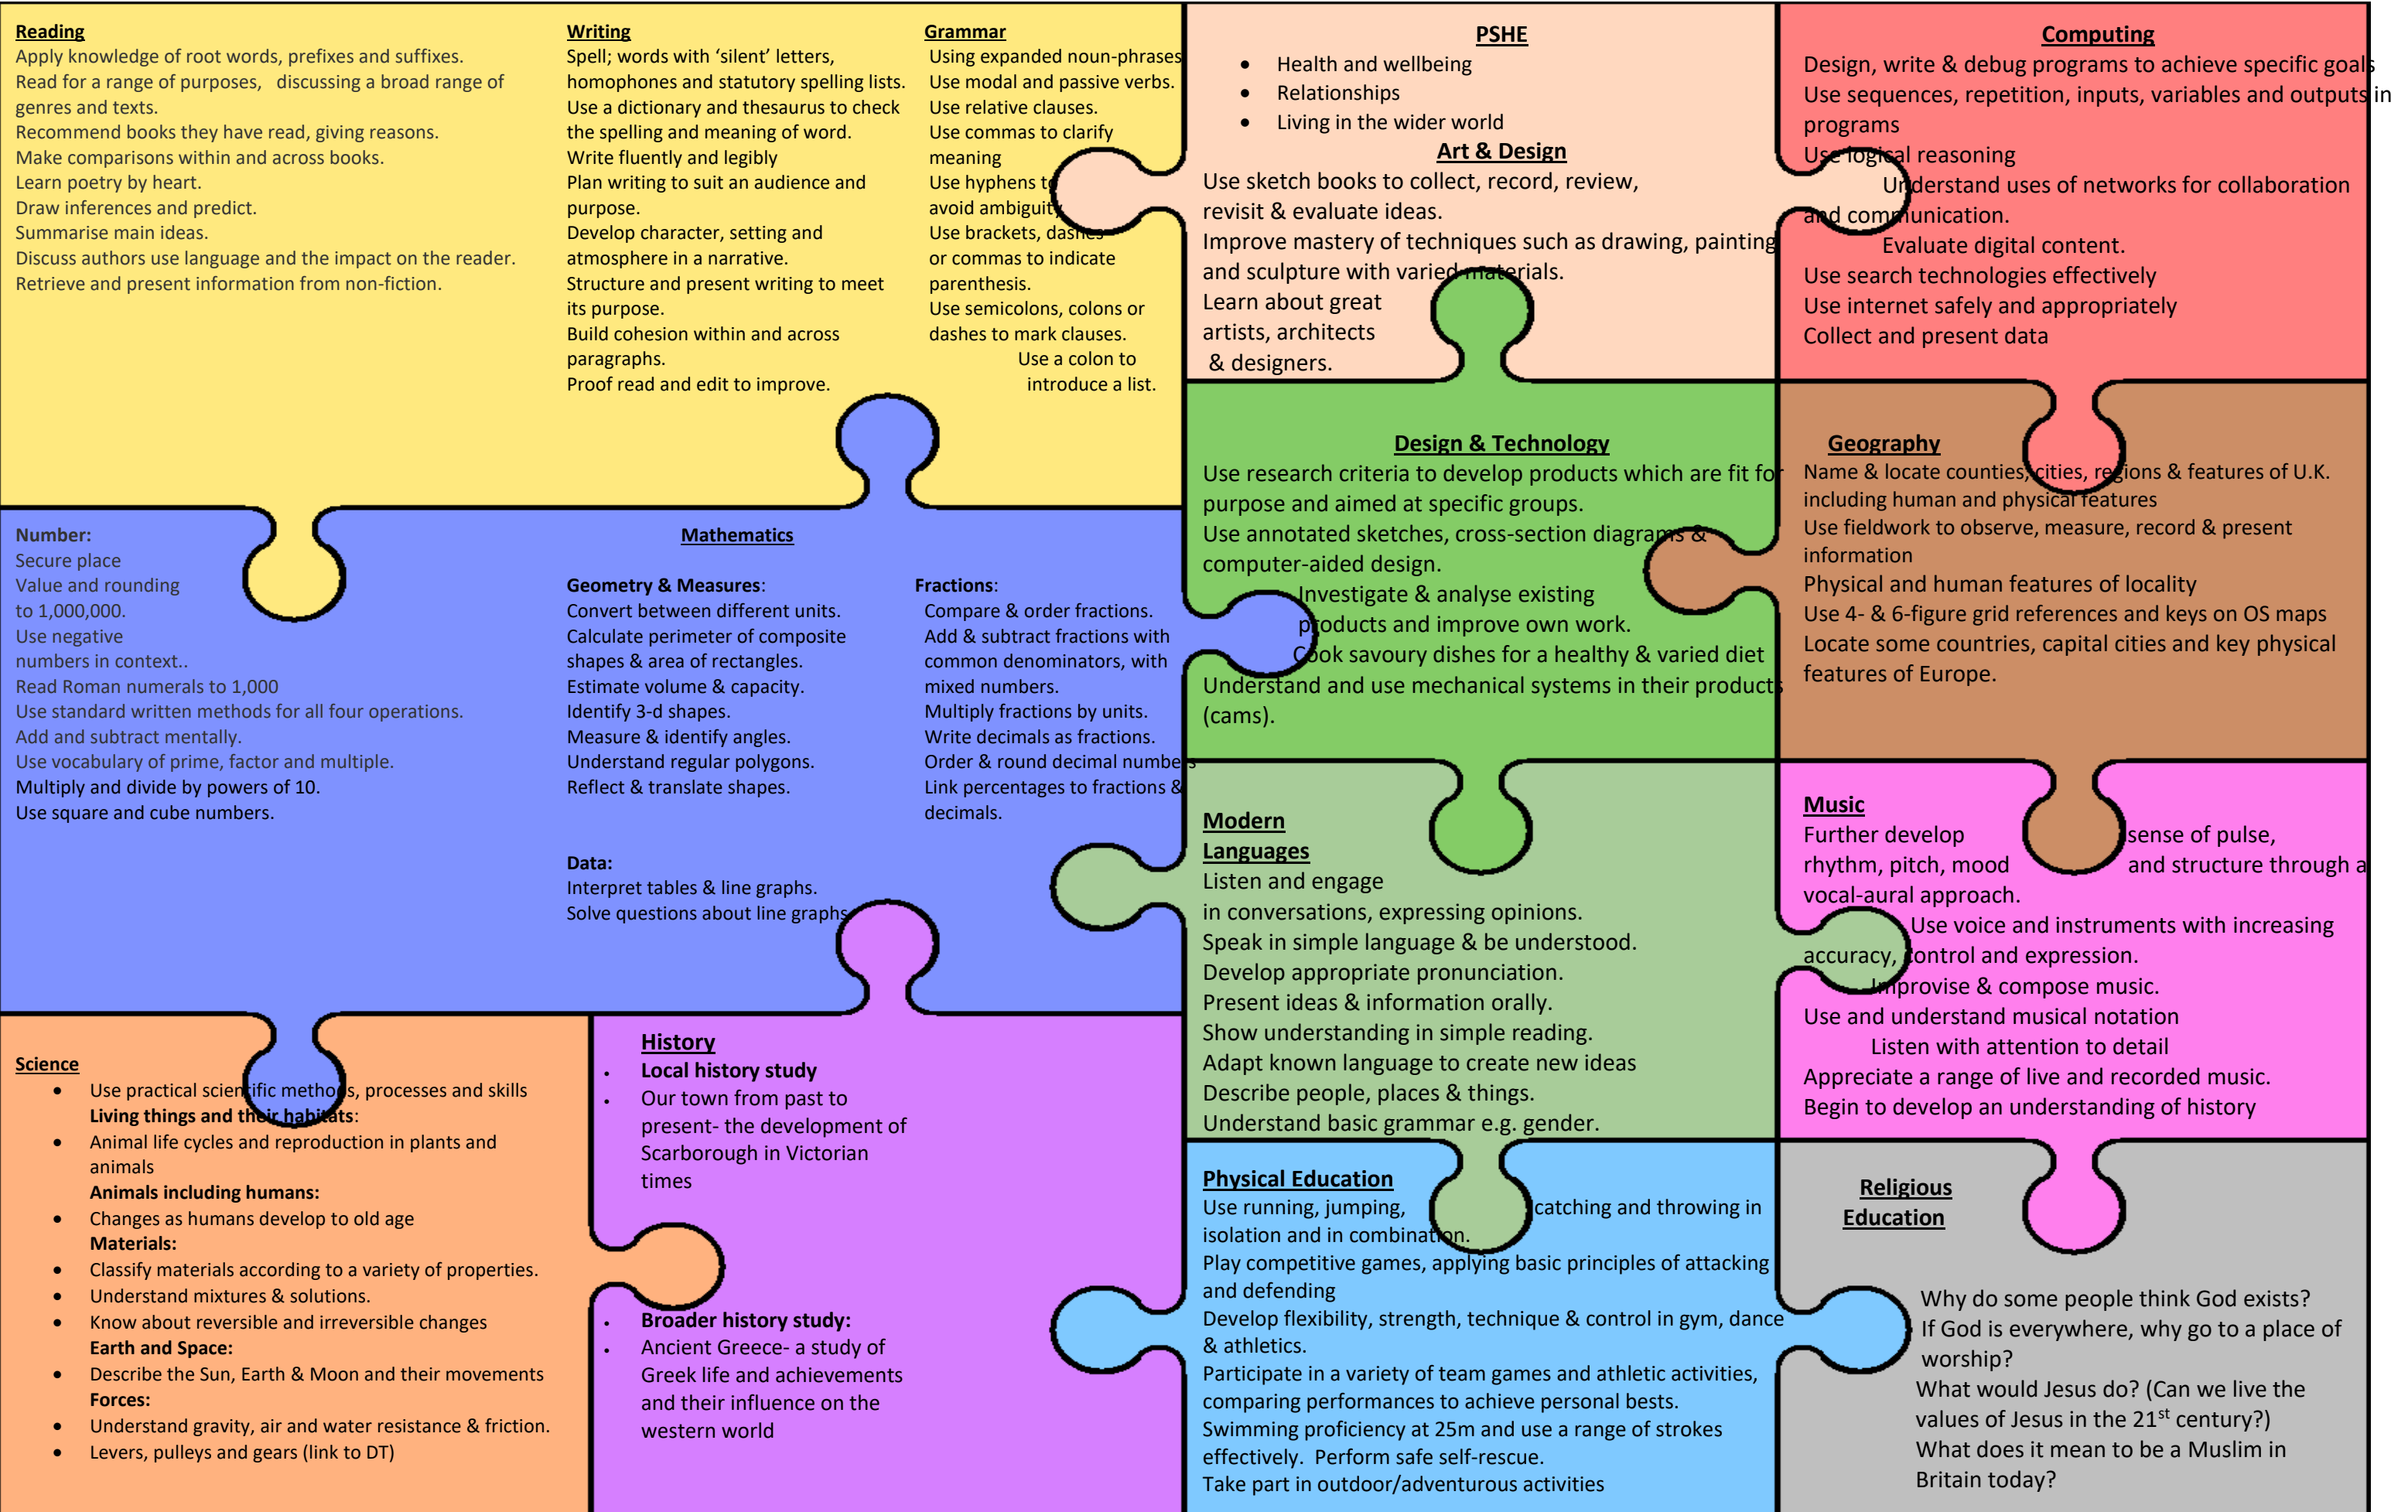 Reading
Apply knowledge of root words, prefixes and suffixes.
Read for a range of purposes, discussing a broad range of
genres and texts.
Recommend books they have read, giving reasons.
Make comparisons within and across books.
Learn poetry by heart.
Draw inferences and predict.
Summarise main ideas.
Discuss authors use language and the impact on the reader.
Retrieve and present information from non-fiction.
Writing
Spell; words with ‘silent’ letters,
homophones and statutory spelling lists.
Use a dictionary and thesaurus to check
the spelling and meaning of word.
Write fluently and legibly
Plan writing to suit an audience and
purpose.
Develop character, setting and
atmosphere in a narrative.
Structure and present writing to meet
its purpose.
Build cohesion within and across
paragraphs.
Proof read and edit to improve.
Grammar
Using expanded noun-phrases
Use modal and passive verbs.
Use relative clauses.
Use commas to clarify
meaning
Use hyphens to
avoid ambiguity
Use brackets, dashes
or commas to indicate
parenthesis.
Use semicolons, colons or
dashes to mark clauses.
Use a colon to
introduce a list.
PSHE
• Health and wellbeing
• Relationships
• Living in the wider world
Art & Design
Use sketch books to collect, record, review,
revisit & evaluate ideas.
Improve mastery of techniques such as drawing, painting
and sculpture with varied materials.
Learn about great
artists, architects
& designers.
Computing
Design, write & debug programs to achieve specific goals
Use sequences, repetition, inputs, variables and outputs in
programs
Use logical reasoning
Understand uses of networks for collaboration
and communication.
Evaluate digital content.
Use search technologies effectively
Use internet safely and appropriately
Collect and present data
Number:
Secure place
Value and rounding
to 1,000,000.
Use negative
numbers in context..
Read Roman numerals to 1,000
Use standard written methods for all four operations.
Add and subtract mentally.
Use vocabulary of prime, factor and multiple.
Multiply and divide by powers of 10.
Use square and cube numbers.
Mathematics
Geometry & Measures:
Convert between different units.
Calculate perimeter of composite
shapes & area of rectangles.
Estimate volume & capacity.
Identify 3-d shapes.
Measure & identify angles.
Understand regular polygons.
Reflect & translate shapes.
Data:
Interpret tables & line graphs.
Solve questions about line graphs
Fractions:
Compare & order fractions.
Add & subtract fractions with
common denominators, with
mixed numbers.
Multiply fractions by units.
Write decimals as fractions.
Order & round decimal numbers
Link percentages to fractions &
decimals.
Design & Technology
Use research criteria to develop products which are fit for
purpose and aimed at specific groups.
Use annotated sketches, cross-section diagrams &
computer-aided design.
Investigate & analyse existing
products and improve own work.
Cook savoury dishes for a healthy & varied diet
Understand and use mechanical systems in their products
(cams).
Geography
Name & locate counties, cities, regions & features of U.K.
including human and physical features
Use fieldwork to observe, measure, record & present
information
Physical and human features of locality
Use 4- & 6-figure grid references and keys on OS maps
Locate some countries, capital cities and key physical
features of Europe.
Modern
Languages
Listen and engage
in conversations, expressing opinions.
Speak in simple language & be understood.
Develop appropriate pronunciation.
Present ideas & information orally.
Show understanding in simple reading.
Adapt known language to create new ideas
Describe people, places & things.
Understand basic grammar e.g. gender.
Music
Further develop sense of pulse,
rhythm, pitch, mood and structure through a
vocal-aural approach.
Use voice and instruments with increasing
accuracy, control and expression.
Improvise & compose music.
Use and understand musical notation
Listen with attention to detail
Appreciate a range of live and recorded music.
Begin to develop an understanding of history
Science
• Use practical scientific methods, processes and skills
Living things and their habitats:
• Animal life cycles and reproduction in plants and
animals
Animals including humans:
• Changes as humans develop to old age
Materials:
• Classify materials according to a variety of properties.
• Understand mixtures & solutions.
• Know about reversible and irreversible changes
Earth and Space:
• Describe the Sun, Earth & Moon and their movements
Forces:
• Understand gravity, air and water resistance & friction.
• Levers, pulleys and gears (link to DT)
History
• Local history study
• Our town from past to
present- the development of
Scarborough in Victorian
times
• Broader history study:
• Ancient Greece- a study of
Greek life and achievements
and their influence on the
western world
Physical Education
Use running, jumping, catching and throwing in
isolation and in combination.
Play competitive games, applying basic principles of attacking
and defending
Develop flexibility, strength, technique & control in gym, dance
& athletics.
Participate in a variety of team games and athletic activities,
comparing performances to achieve personal bests.
Swimming proficiency at 25m and use a range of strokes
effectively. Perform safe self-rescue.
Take part in outdoor/adventurous activities
Religious
Education
Why do some people think God exists?
If God is everywhere, why go to a place of
worship?
What would Jesus do? (Can we live the
values of Jesus in the 21st century?)
What does it mean to be a Muslim in
Britain today?